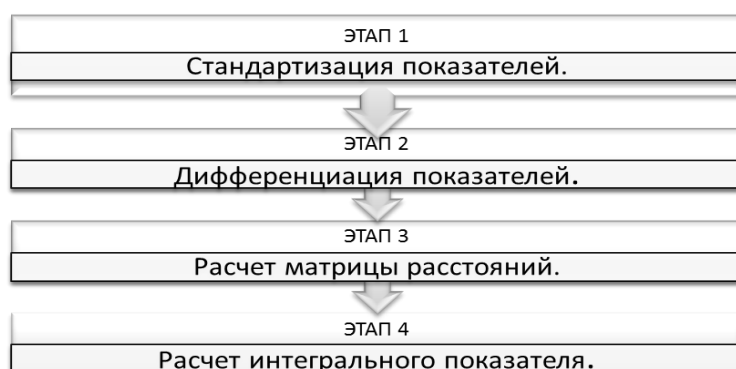 ЭТАП 1
Стандартизация показателей.
ЭТАП 2
Дифференциация показателей.
ЭТАП 3
Расчет матрицы расстояний.
ЭТАП 4
Расчет интегрального показателя.